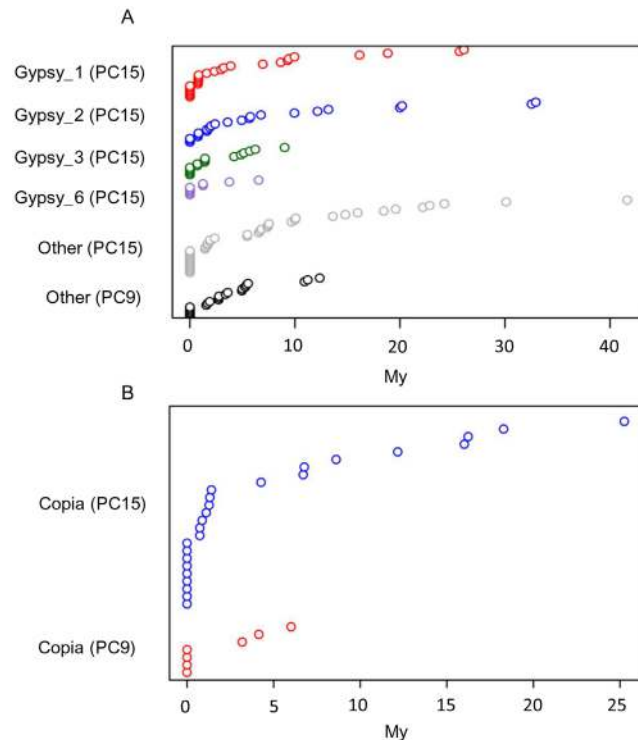 A
Gypsy_1 (PC15)
Gypsy_2 (PC15)
Gypsy_3 (PC15)
Gypsy_6 (PC15)
Other (PC15)
Other (PC9)
0 10 20 30 40
My
B
Copia (PC15)
Copia (PC9)
0 5 10 15 20 25
My